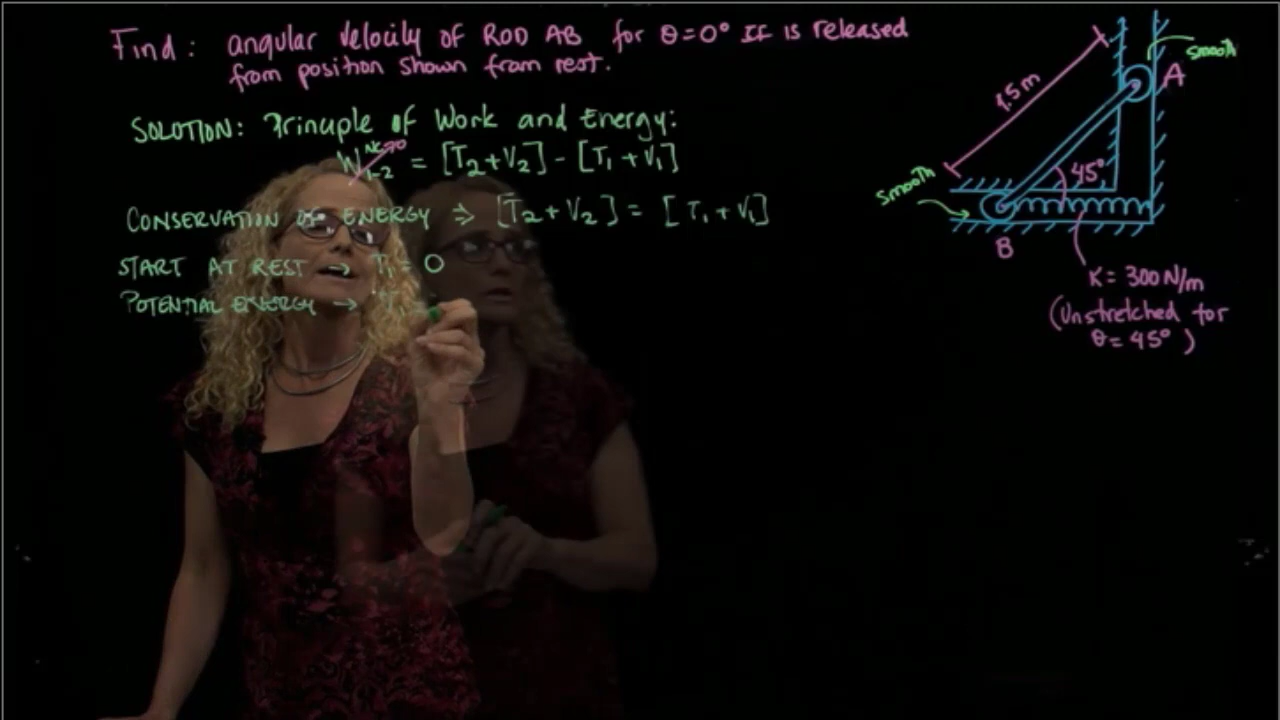 Find: angular velocity of ROD AB for θ=0° IF is released
from position shown from rest.
SOLUTION: Principle of Work and Energy:
W₁₋₂ᴺᶜ⁼⁰ = [T₂+V₂] - [T₁+V₁]
CONSERVATION OF ENERGY ⇒ [T₂+V₂] = [T₁+V₁]
START AT REST → T₁ = 0
POTENTIAL ENERGY →
1.5m
smooth
A
45°
smooth
B
K = 300 N/m
(Unstretched for
θ = 45°)